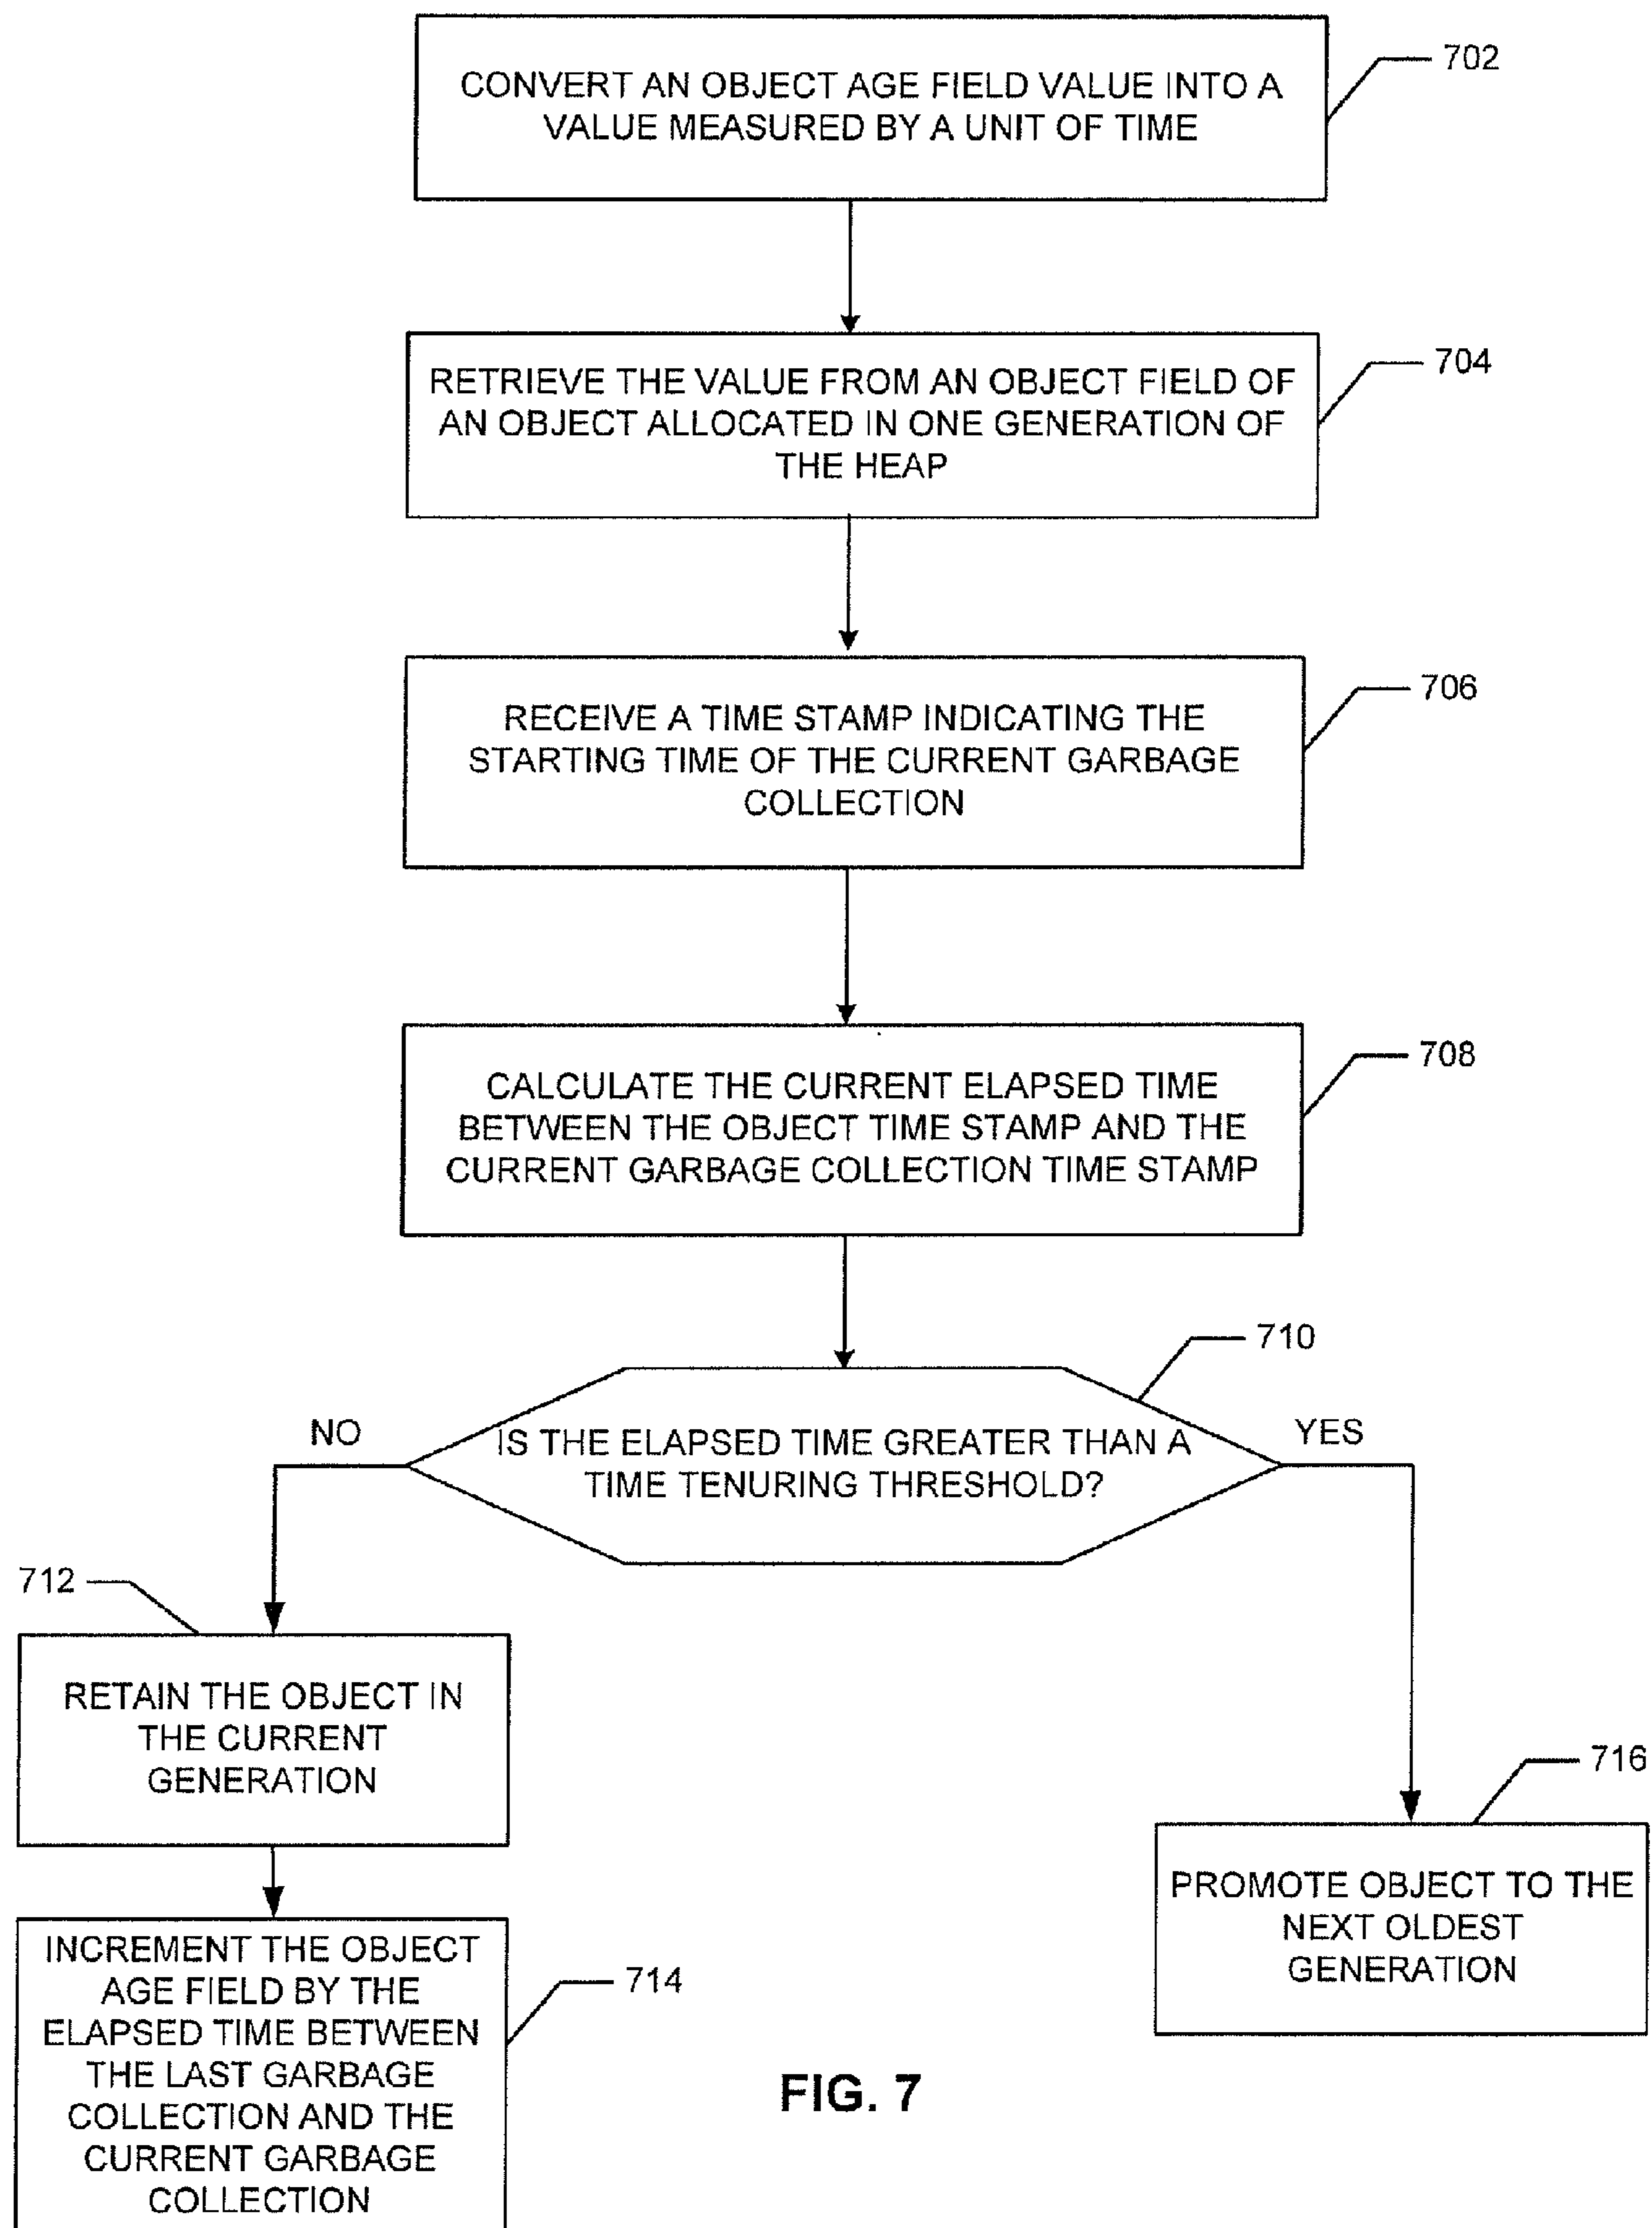 CONVERT AN OBJECT AGE FIELD VALUE INTO A
VALUE MEASURED BY A UNIT OF TIME
702
RETRIEVE THE VALUE FROM AN OBJECT FIELD OF
AN OBJECT ALLOCATED IN ONE GENERATION OF
THE HEAP
704
RECEIVE A TIME STAMP INDICATING THE
STARTING TIME OF THE CURRENT GARBAGE
COLLECTION
706
CALCULATE THE CURRENT ELAPSED TIME
BETWEEN THE OBJECT TIME STAMP AND THE
CURRENT GARBAGE COLLECTION TIME STAMP
708
710
NO
IS THE ELAPSED TIME GREATER THAN A
TIME TENURING THRESHOLD?
YES
712
RETAIN THE OBJECT IN
THE CURRENT
GENERATION
716
PROMOTE OBJECT TO THE
NEXT OLDEST
GENERATION
INCREMENT THE OBJECT
AGE FIELD BY THE
ELAPSED TIME BETWEEN
THE LAST GARBAGE
COLLECTION AND THE
CURRENT GARBAGE
COLLECTION
714
FIG. 7